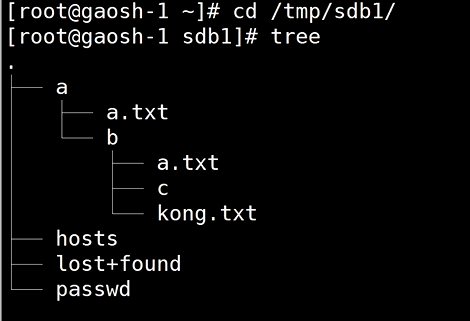 [root@gaosh-1 ~]# cd /tmp/sdb1/
[root@gaosh-1 sdb1]# tree
.
├── a
│   ├── a.txt
│   └── b
│       ├── a.txt
│       ├── c
│       └── kong.txt
├── hosts
├── lost+found
└── passwd